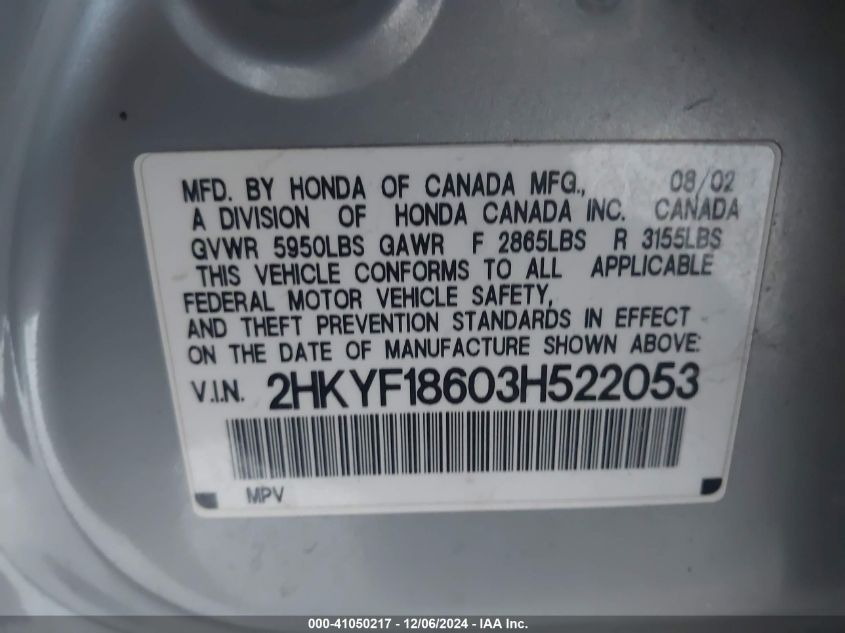 MFD. BY HONDA OF CANADA MFG., 08/02
A DIVISION OF HONDA CANADA INC. CANADA
GVWR 5950LBS GAWR F 2865LBS R 3155LBS
THIS VEHICLE CONFORMS TO ALL APPLICABLE
FEDERAL MOTOR VEHICLE SAFETY,
AND THEFT PREVENTION STANDARDS IN EFFECT
ON THE DATE OF MANUFACTURE SHOWN ABOVE:
V.I.N. 2HKYF18603H522053
MPV
000-41050217 - 12/06/2024 - IAA Inc.